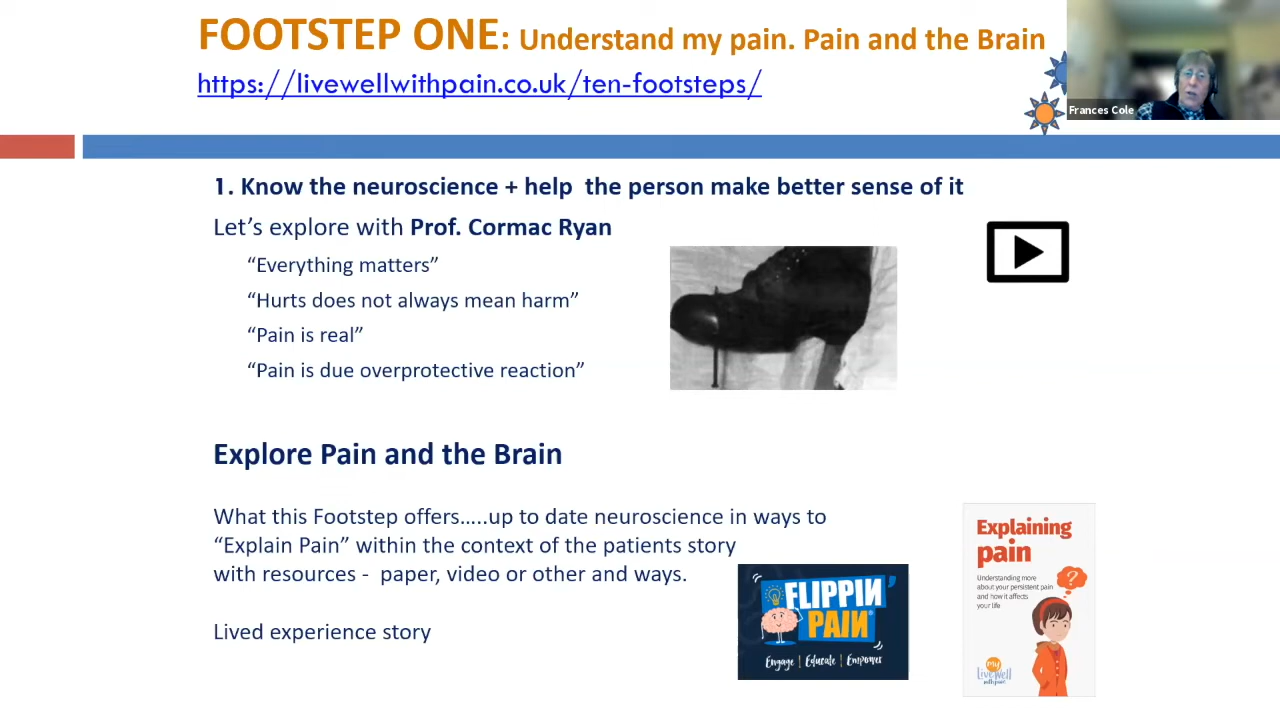 FOOTSTEP ONE: Understand my pain. Pain and the Brain
https://livewellwithpain.co.uk/ten-footsteps/
Frances Cole
1. Know the neuroscience + help the person make better sense of it
Let's explore with Prof. Cormac Ryan
“Everything matters”
“Hurts does not always mean harm”
“Pain is real”
“Pain is due overprotective reaction”
Explore Pain and the Brain
What this Footstep offers…..up to date neuroscience in ways to
“Explain Pain” within the context of the patients story
with resources - paper, video or other and ways.
Lived experience story
FLIPPIN'
PAIN®
Engage | Educate | Empower
Explaining
pain
Understanding more
about your persistent pain
and how it affects
your life
?
my
LiveWell
with pain